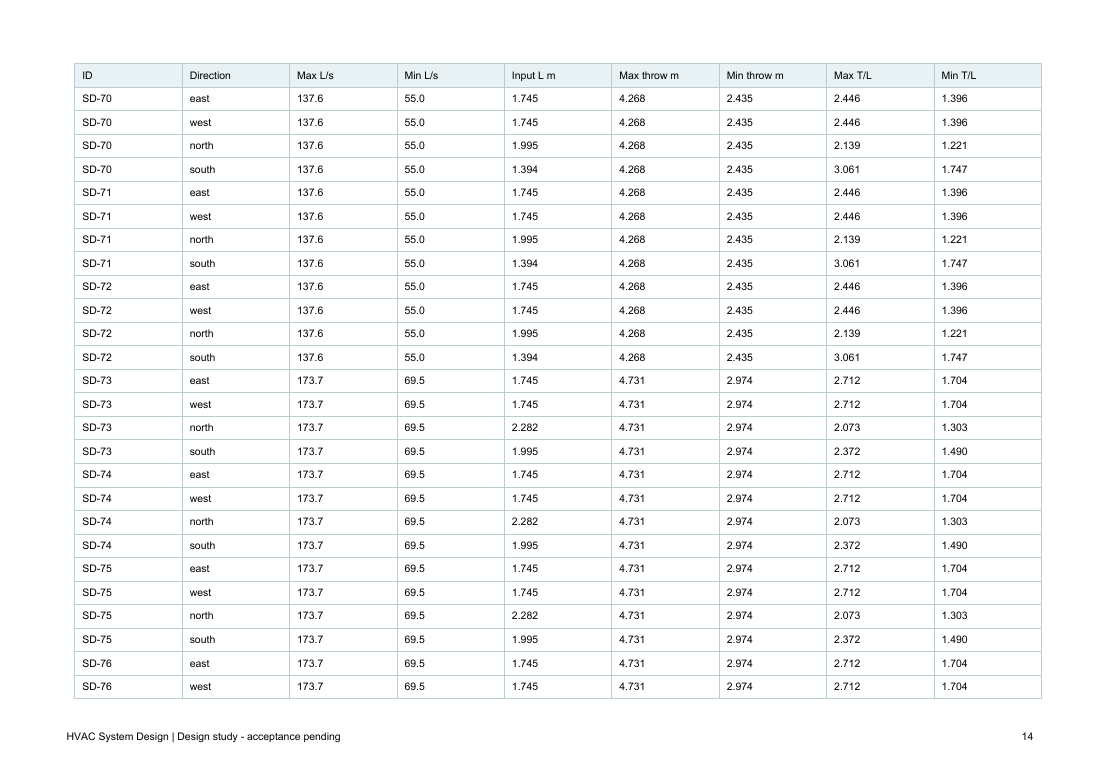 ID Direction Max L/s Min L/s Input L m Max throw m Min throw m Max T/L Min T/L
SD-70 east 137.6 55.0 1.745 4.268 2.435 2.446 1.396
SD-70 west 137.6 55.0 1.745 4.268 2.435 2.446 1.396
SD-70 north 137.6 55.0 1.995 4.268 2.435 2.139 1.221
SD-70 south 137.6 55.0 1.394 4.268 2.435 3.061 1.747
SD-71 east 137.6 55.0 1.745 4.268 2.435 2.446 1.396
SD-71 west 137.6 55.0 1.745 4.268 2.435 2.446 1.396
SD-71 north 137.6 55.0 1.995 4.268 2.435 2.139 1.221
SD-71 south 137.6 55.0 1.394 4.268 2.435 3.061 1.747
SD-72 east 137.6 55.0 1.745 4.268 2.435 2.446 1.396
SD-72 west 137.6 55.0 1.745 4.268 2.435 2.446 1.396
SD-72 north 137.6 55.0 1.995 4.268 2.435 2.139 1.221
SD-72 south 137.6 55.0 1.394 4.268 2.435 3.061 1.747
SD-73 east 173.7 69.5 1.745 4.731 2.974 2.712 1.704
SD-73 west 173.7 69.5 1.745 4.731 2.974 2.712 1.704
SD-73 north 173.7 69.5 2.282 4.731 2.974 2.073 1.303
SD-73 south 173.7 69.5 1.995 4.731 2.974 2.372 1.490
SD-74 east 173.7 69.5 1.745 4.731 2.974 2.712 1.704
SD-74 west 173.7 69.5 1.745 4.731 2.974 2.712 1.704
SD-74 north 173.7 69.5 2.282 4.731 2.974 2.073 1.303
SD-74 south 173.7 69.5 1.995 4.731 2.974 2.372 1.490
SD-75 east 173.7 69.5 1.745 4.731 2.974 2.712 1.704
SD-75 west 173.7 69.5 1.745 4.731 2.974 2.712 1.704
SD-75 north 173.7 69.5 2.282 4.731 2.974 2.073 1.303
SD-75 south 173.7 69.5 1.995 4.731 2.974 2.372 1.490
SD-76 east 173.7 69.5 1.745 4.731 2.974 2.712 1.704
SD-76 west 173.7 69.5 1.745 4.731 2.974 2.712 1.704
HVAC System Design | Design study - acceptance pending 14